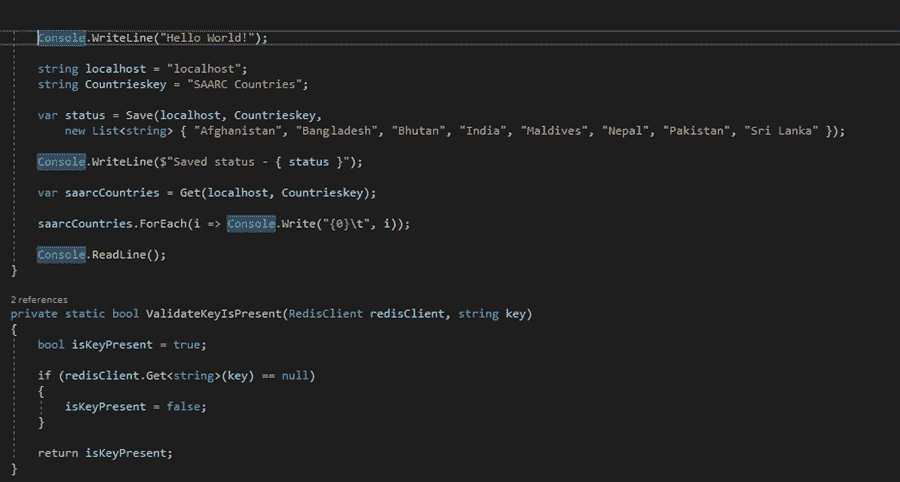 Console.WriteLine("Hello World!");
string localhost = "localhost";
string Countrieskey = "SAARC Countries";
var status = Save(localhost, Countrieskey,
new List<string> { "Afghanistan", "Bangladesh", "Bhutan", "India", "Maldives", "Nepal", "Pakistan", "Sri Lanka" });
Console.WriteLine($"Saved status - { status }");
var saarcCountries = Get(localhost, Countrieskey);
saarcCountries.ForEach(i => Console.Write("{0}\t", i));
Console.ReadLine();
}
2 references
private static bool ValidateKeyIsPresent(RedisClient redisClient, string key)
{
bool isKeyPresent = true;
if (redisClient.Get<string>(key) == null)
{
isKeyPresent = false;
}
return isKeyPresent;
}